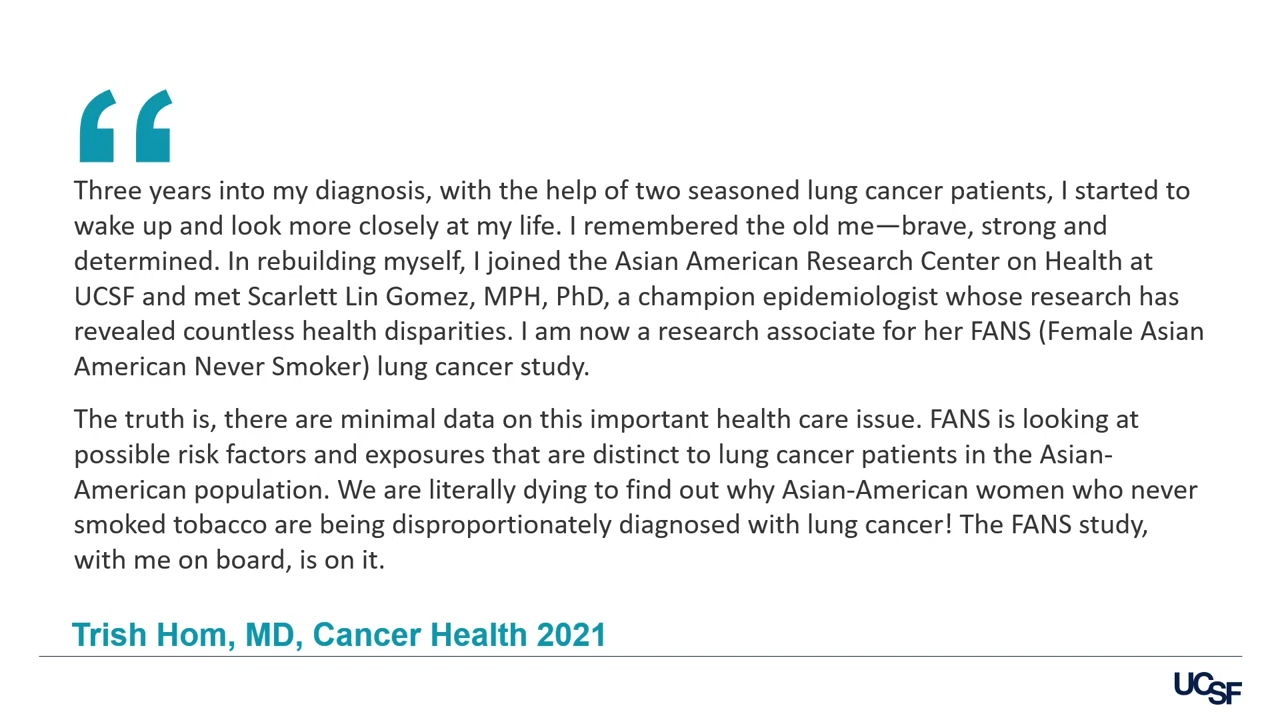 “
Three years into my diagnosis, with the help of two seasoned lung cancer patients, I started to
wake up and look more closely at my life. I remembered the old me—brave, strong and
determined. In rebuilding myself, I joined the Asian American Research Center on Health at
UCSF and met Scarlett Lin Gomez, MPH, PhD, a champion epidemiologist whose research has
revealed countless health disparities. I am now a research associate for her FANS (Female Asian
American Never Smoker) lung cancer study.
The truth is, there are minimal data on this important health care issue. FANS is looking at
possible risk factors and exposures that are distinct to lung cancer patients in the Asian-
American population. We are literally dying to find out why Asian-American women who never
smoked tobacco are being disproportionately diagnosed with lung cancer! The FANS study,
with me on board, is on it.
Trish Hom, MD, Cancer Health 2021
UCSF